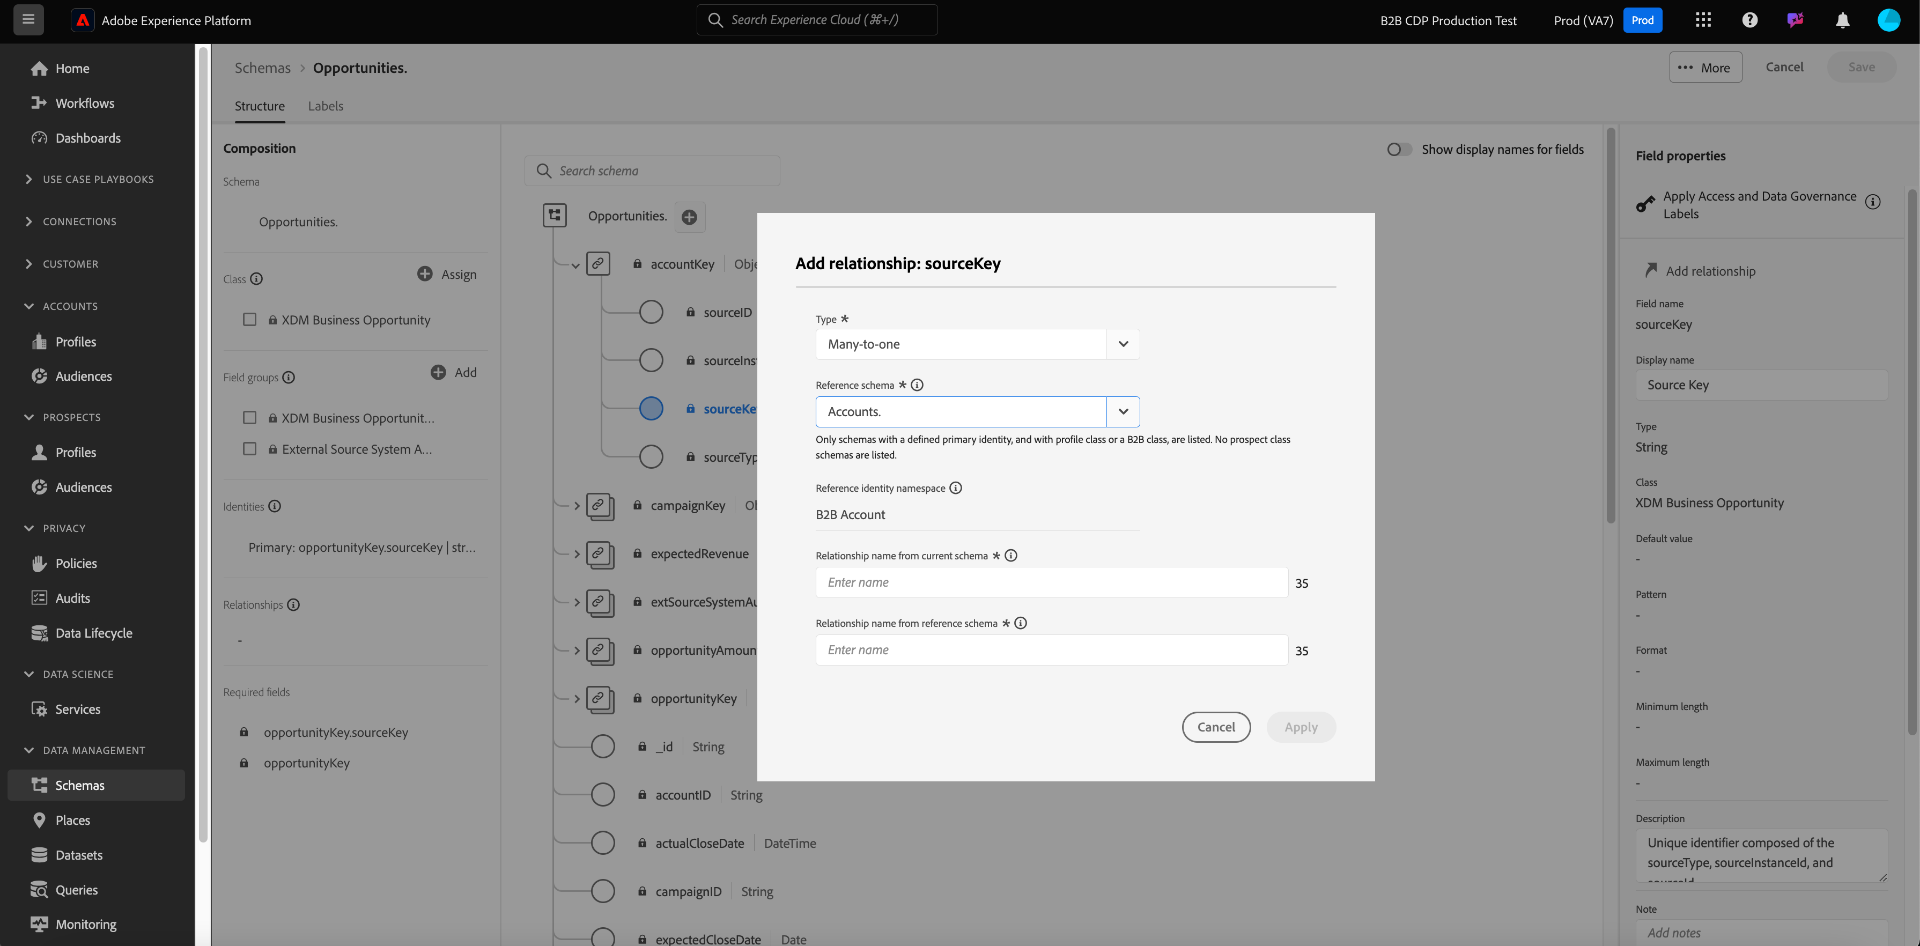 Adobe Experience Platform
Search Experience Cloud (⌘+/)
B2B CDP Production Test
Prod (VA7)
Prod
Home
Workflows
Dashboards
USE CASE PLAYBOOKS
CONNECTIONS
CUSTOMER
ACCOUNTS
Profiles
Audiences
PROSPECTS
Profiles
Audiences
PRIVACY
Policies
Audits
Data Lifecycle
DATA SCIENCE
Services
DATA MANAGEMENT
Schemas
Places
Datasets
Queries
Monitoring
Schemas > Opportunities.
More
Cancel
Save
Structure
Labels
Composition
Schema
Opportunities.
Class
Assign
XDM Business Opportunity
Field groups
Add
XDM Business Opportunit...
External Source System A...
Identities
Primary: opportunityKey.sourceKey | str...
Relationships
-
Required fields
opportunityKey.sourceKey
opportunityKey
Search schema
Show display names for fields
Opportunities.
accountKey | Obje
sourceID
sourceIns
sourceKe
sourceTyp
campaignKey | Ob
expectedRevenue
extSourceSystemAu
opportunityAmoun
opportunityKey
_id | String
accountID | String
actualCloseDate | DateTime
campaignID | String
expectedCloseDate | Date
Add relationship: sourceKey
Type *
Many-to-one
Reference schema *
Accounts.
Only schemas with a defined primary identity, and with profile class or a B2B class, are listed. No prospect class
schemas are listed.
Reference identity namespace
B2B Account
Relationship name from current schema *
Enter name
35
Relationship name from reference schema *
Enter name
35
Cancel
Apply
Field properties
Apply Access and Data Governance
Labels
Add relationship
Field name
sourceKey
Display name
Source Key
Type
String
Class
XDM Business Opportunity
Default value
-
Pattern
-
Format
-
Minimum length
-
Maximum length
-
Description
Unique identifier composed of the
sourceType, sourceInstanceId, and
sourceId
Note
Add notes